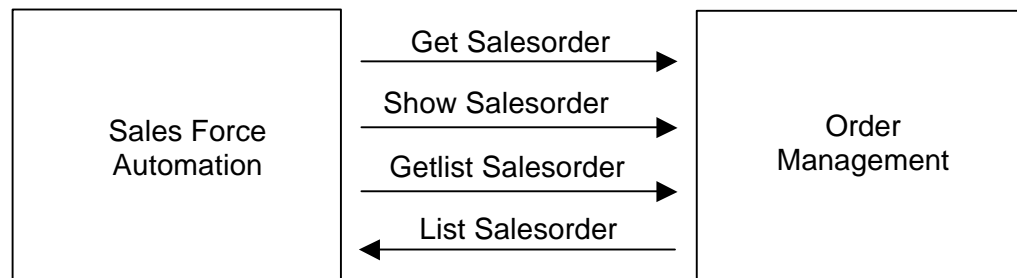 Sales Force
Automation
Get Salesorder
Show Salesorder
Getlist Salesorder
List Salesorder
Order
Management